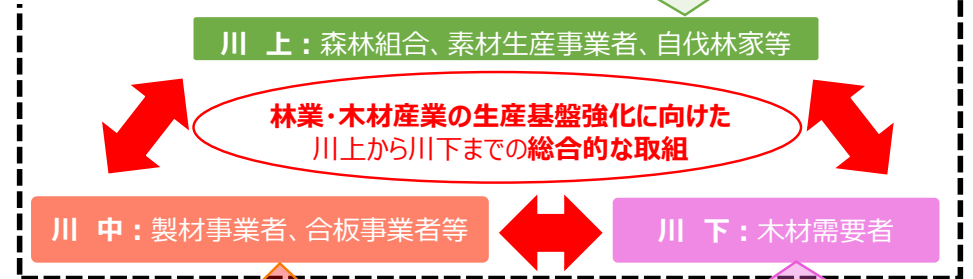 川 上：森林組合、素材生産事業者、自伐林家等
林業・木材産業の生産基盤強化に向けた
川上から川下までの総合的な取組
川 中：製材事業者、合板事業者等
川 下：木材需要者